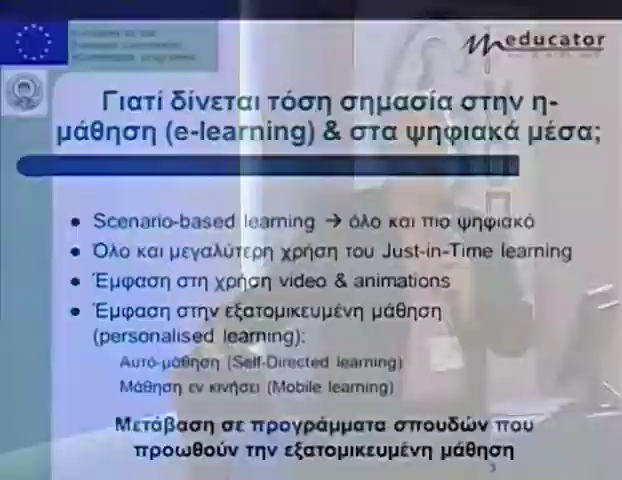 meducator
Γιατί δίνεται τόση σημασία στην η-
μάθηση (e-learning) & στα ψηφιακά μέσα;
• Scenario-based learning → όλο και πιο ψηφιακό
• Όλο και μεγαλύτερη χρήση του Just-in-Time learning
• Έμφαση στη χρήση video & animations
• Έμφαση στην εξατομικευμένη μάθηση
(personalised learning):
Αυτό-μάθηση (Self-Directed learning)
Μάθηση εν κινήσει (Mobile learning)
Μετάβαση σε προγράμματα σπουδών που
προωθούν την εξατομικευμένη μάθηση
3